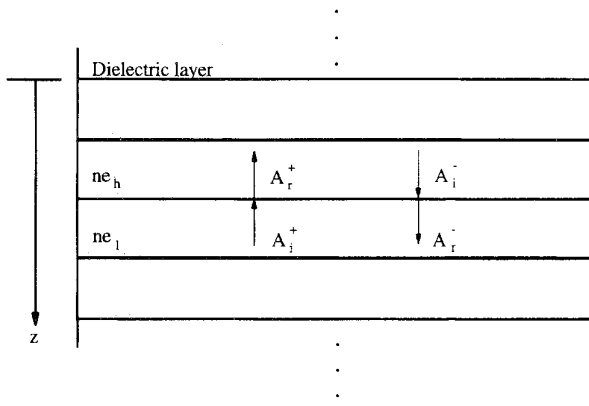 Dielectric layer
ne_h A_r^+ A_i^-
ne_l A_i^+ A_r^-
z